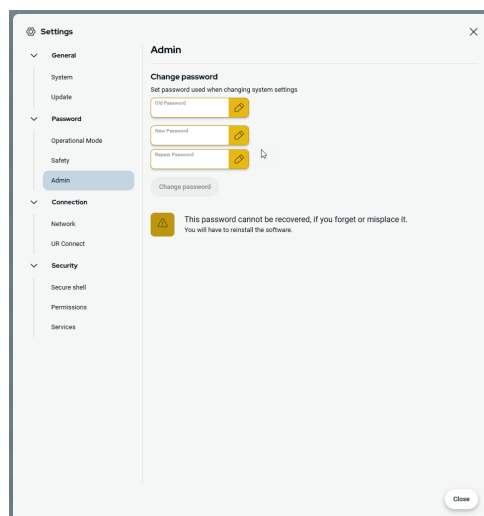 Settings
General
System
Update
Password
Operational Mode
Safety
Admin
Connection
Network
UR Connect
Security
Secure shell
Permissions
Services
Admin
Change password
Set password used when changing system settings
Old Password
New Password
Repeat Password
Change password
This password cannot be recovered, if you forget or misplace it.
You will have to reinstall the software.
Close